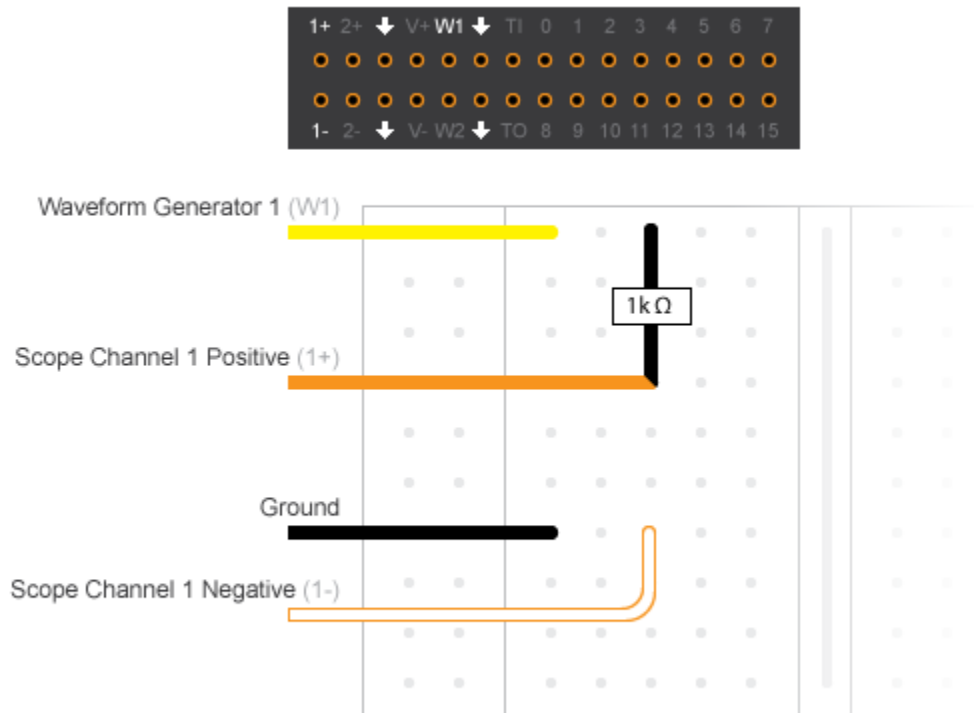 1+ 2+ ↓ V+ W1 ↓ TI 0 1 2 3 4 5 6 7
1- 2- ↓ V- W2 ↓ TO 8 9 10 11 12 13 14 15
Waveform Generator 1 (W1)
1k Ω
Scope Channel 1 Positive (1+)
Ground
Scope Channel 1 Negative (1-)